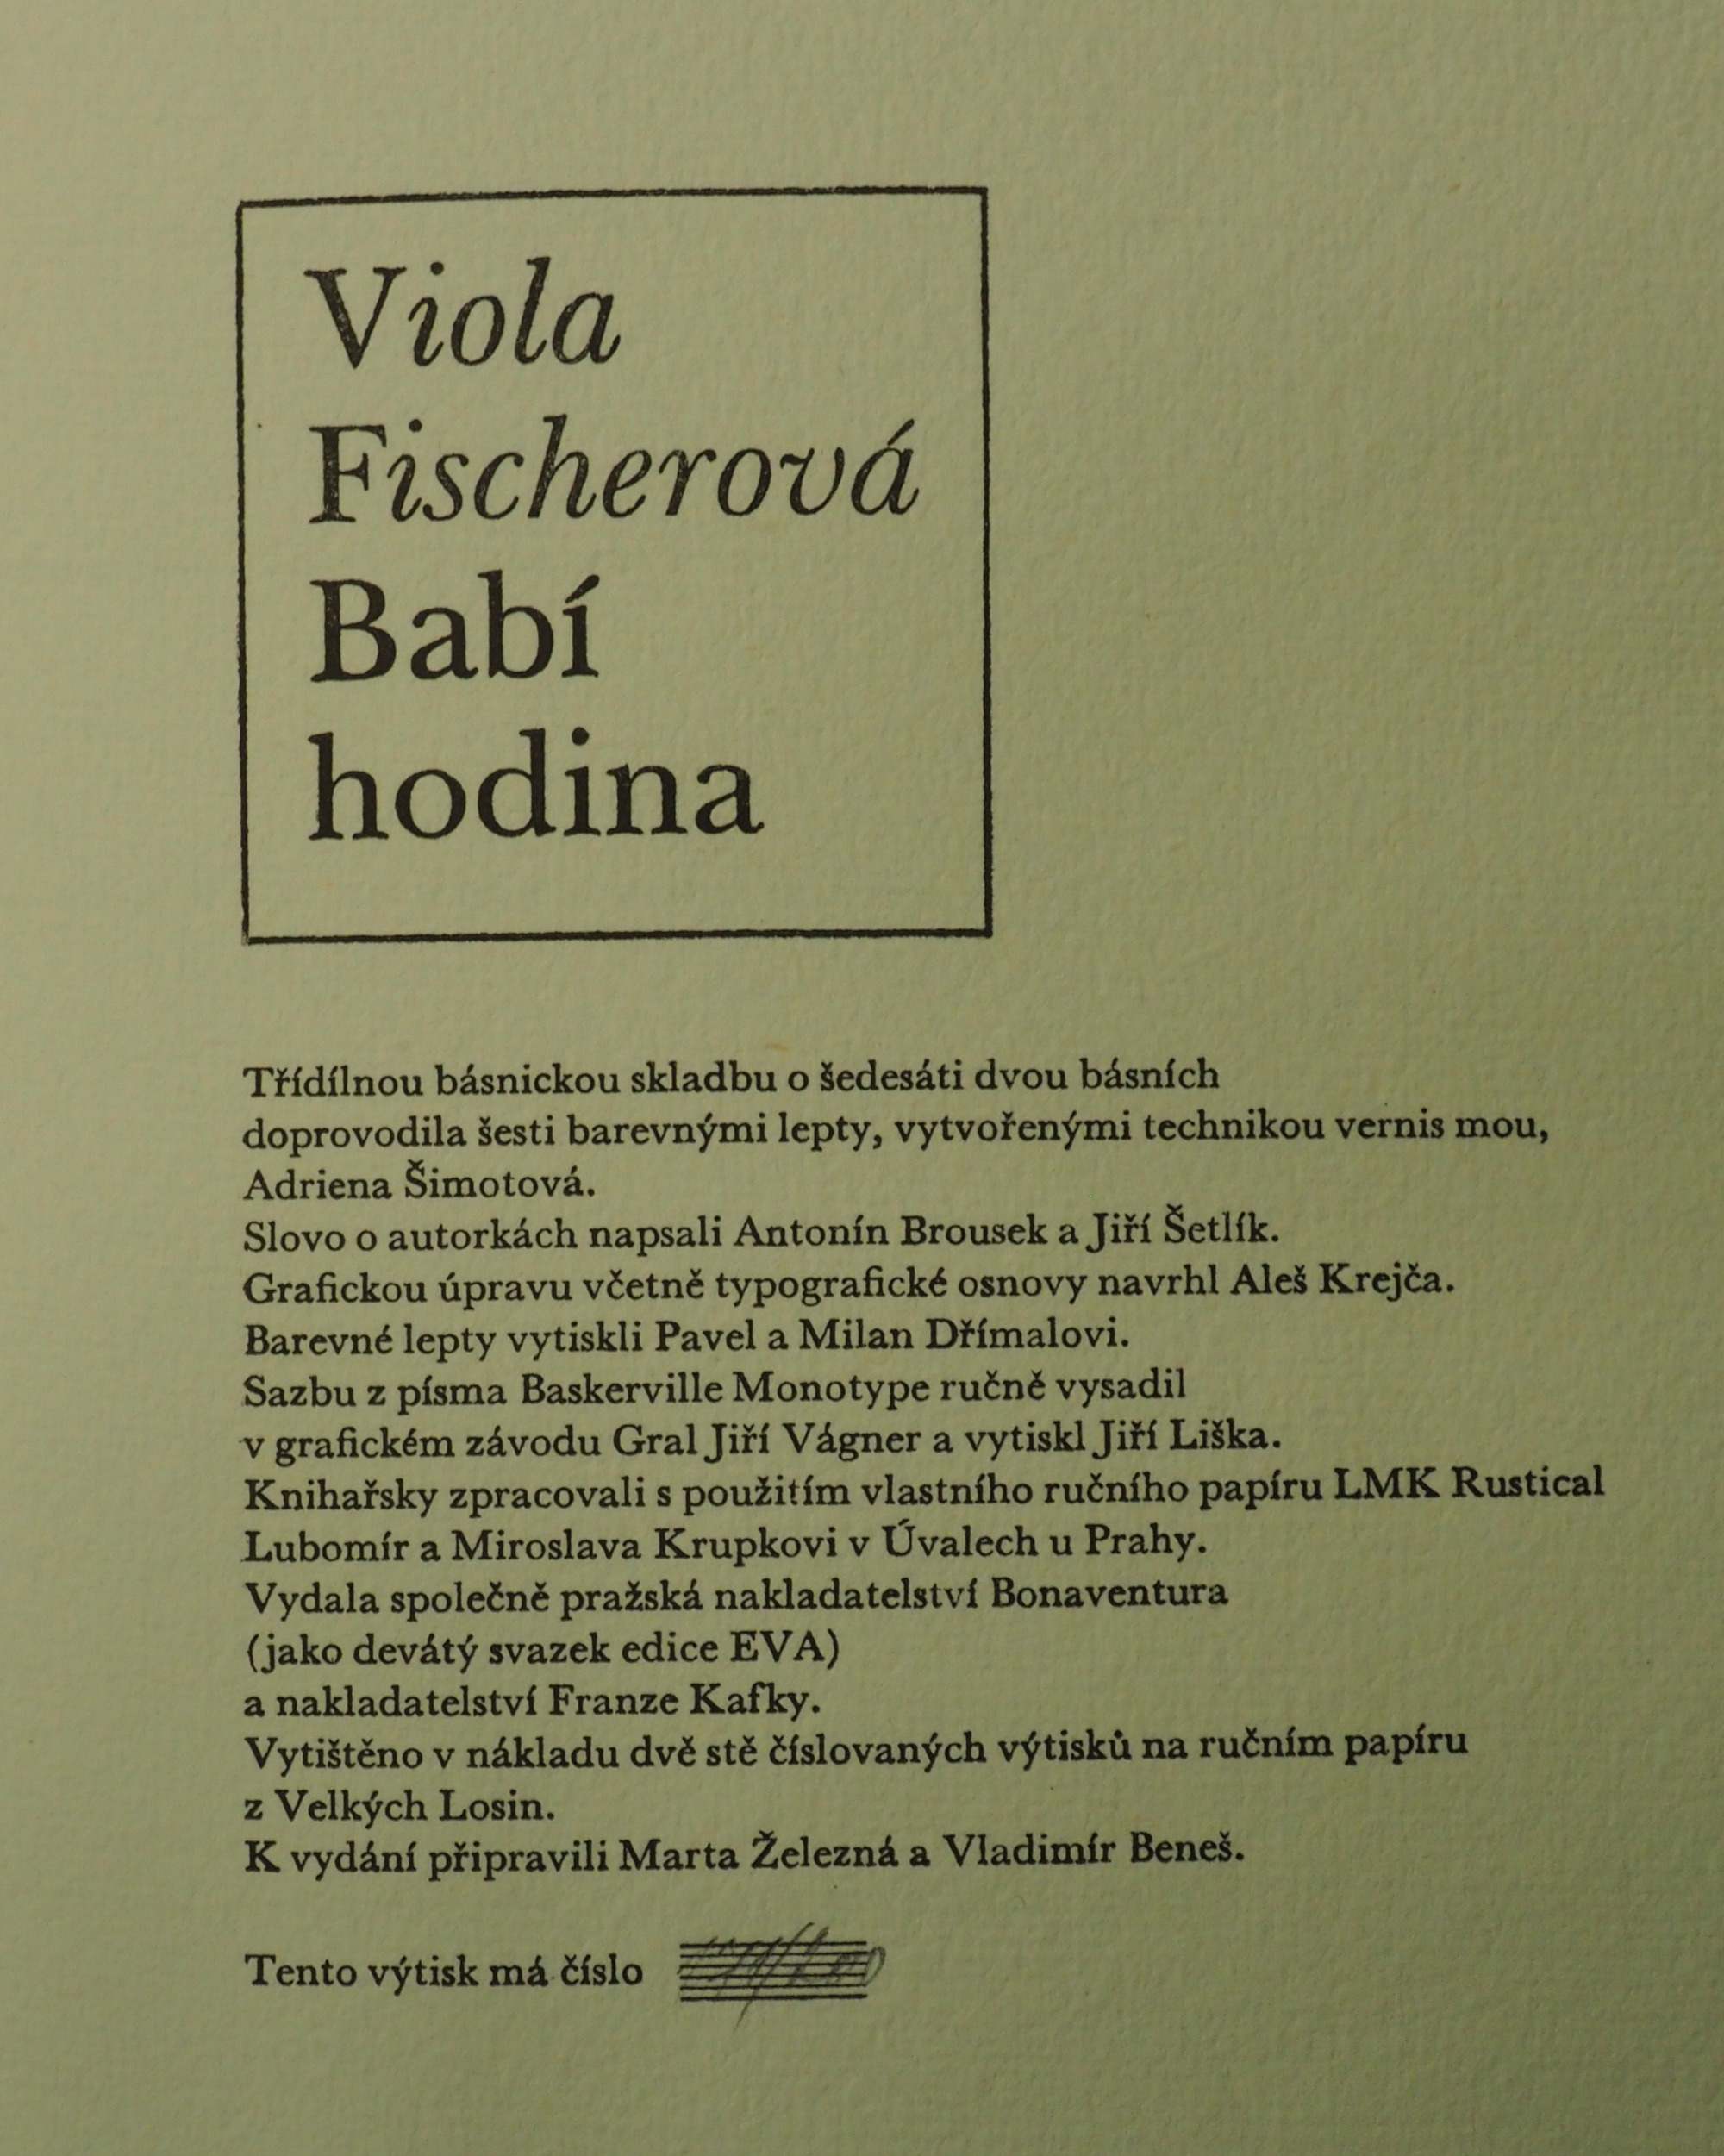 Viola
Fischerová
Babí
hodina
Třídílnou básnickou skladbu o šedesáti dvou básních
doprovodila šesti barevnými lepty, vytvořenými technikou vernis mou,
Adriena Šimotová.
Slovo o autorkách napsali Antonín Brousek a Jiří Šetlík.
Grafickou úpravu včetně typografické osnovy navrhl Aleš Krejča.
Barevné lepty vytiskli Pavel a Milan Dřímalovi.
Sazbu z písma Baskerville Monotype ručně vysadil
v grafickém závodu Gral Jiří Vágner a vytiskl Jiří Liška.
Knihařsky zpracovali s použitím vlastního ručního papíru LMK Rustical
Lubomír a Miroslava Krupkovi v Úvalech u Prahy.
Vydala společně pražská nakladatelství Bonaventura
(jako devátý svazek edice EVA)
a nakladatelství Franze Kafky.
Vytištěno v nákladu dvě stě číslovaných výtisků na ručním papíru
z Velkých Losin.
K vydání připravili Marta Železná a Vladimír Beneš.
Tento výtisk má číslo